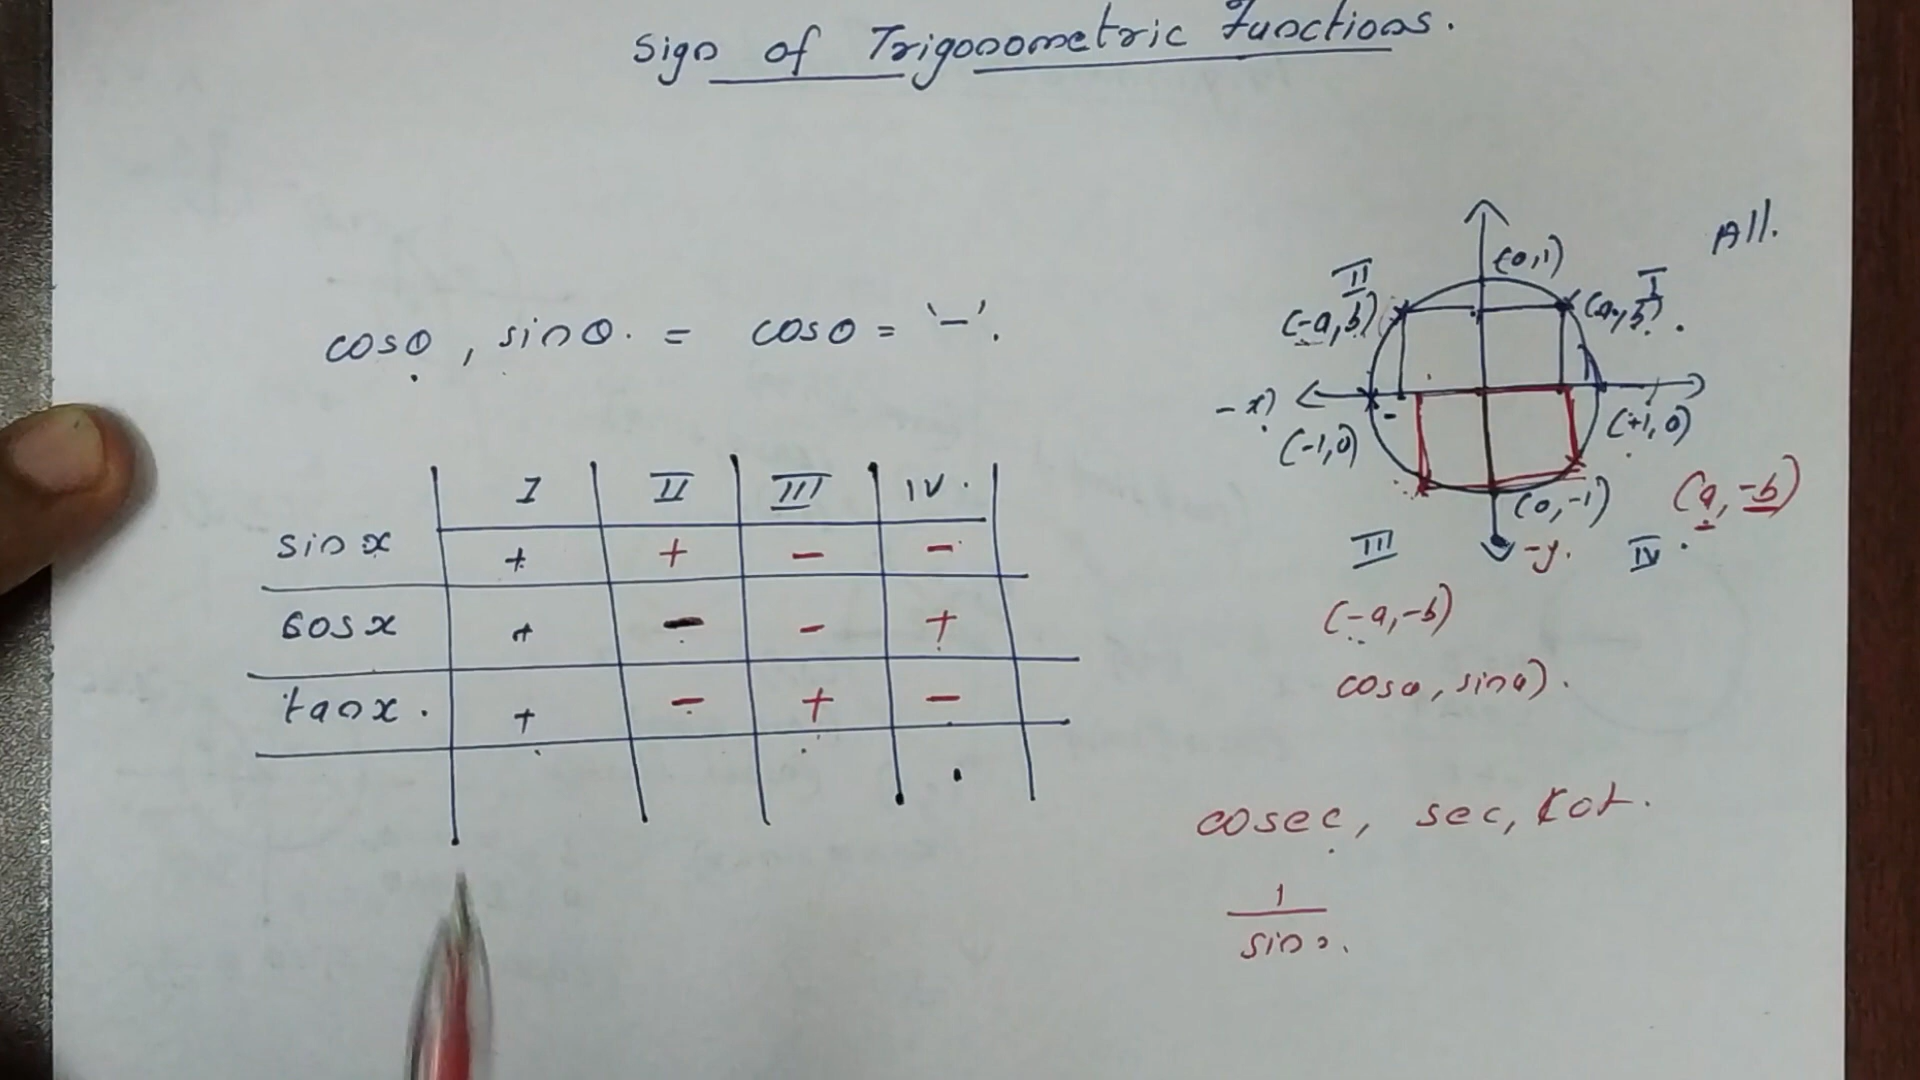 Sign of Trigonometric Functions.
cosθ, sinθ. = cosθ = '-'.
I II III IV.
sin x + + - -
cos x + - - +
tan x. + - + -
All.
(0,1)
II I
(-a, b) (a, b).
-x)
(-1,0) (+1, 0)
(0, -1) (a, -b)
III -y. IV.
(-a, -b)
cosθ, sinθ).
cosec, sec, cot.
1